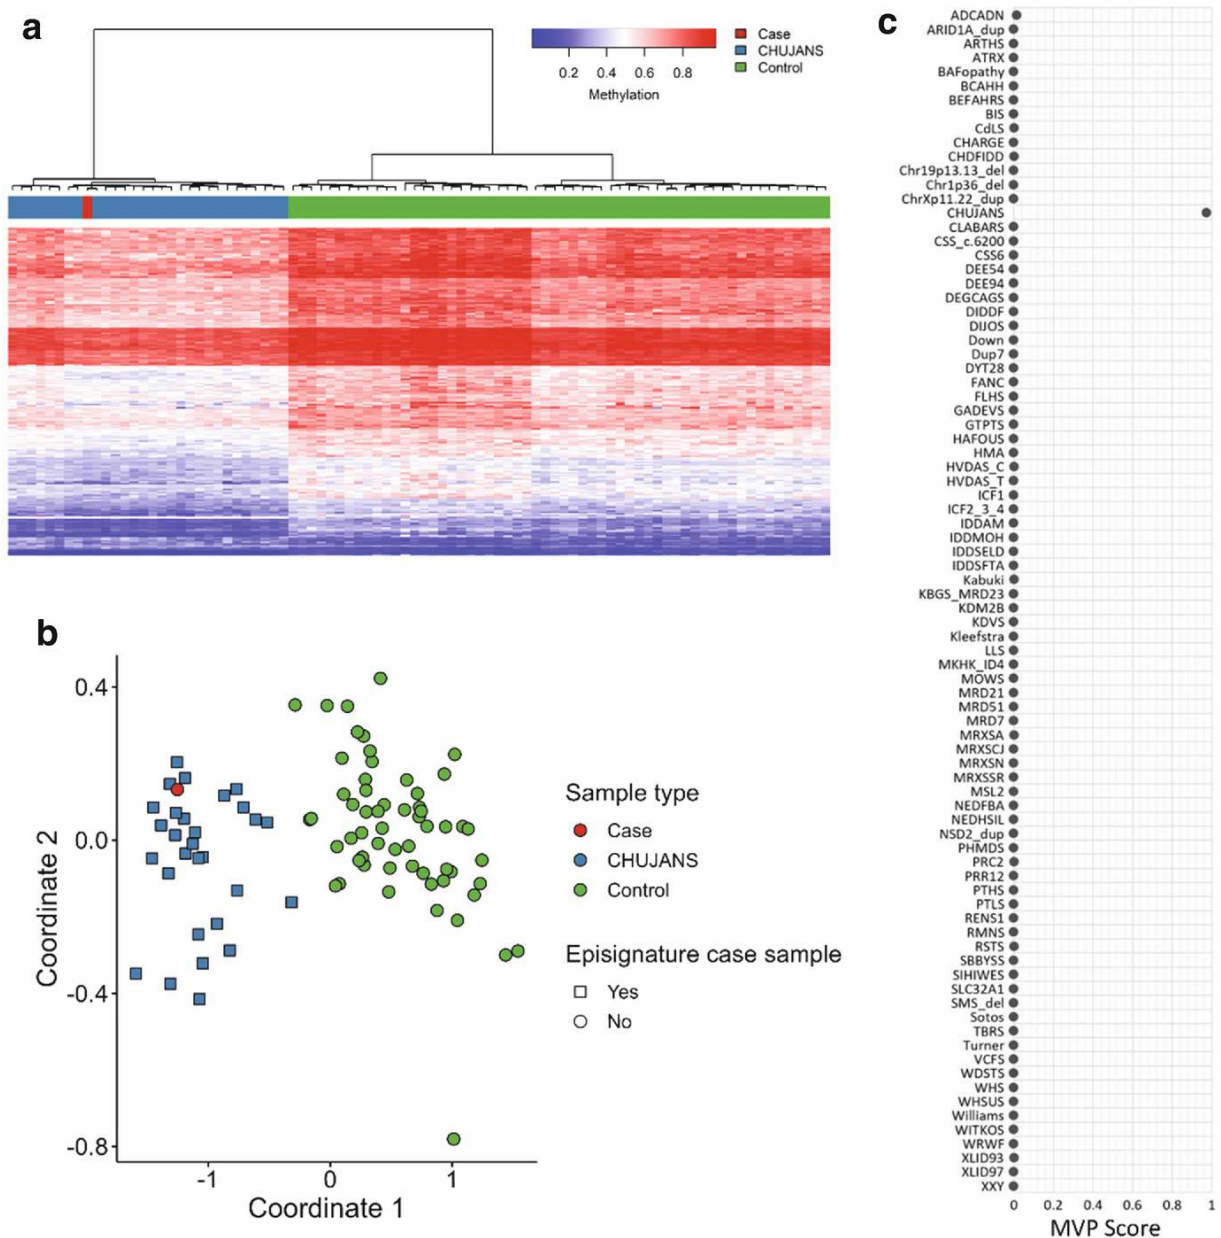 a
Case
CHUJANS
Control
0.2 0.4 0.6 0.8
Methylation
b
0.4
0.0
-0.4
-0.8
Coordinate 2
-1 0 1
Coordinate 1
Sample type
Case
CHUJANS
Control
Episignature case sample
Yes
No
c
ADCADN
ARID1A_dup
ARTHS
ATRX
BAFopathy
BCAHH
BEFAHRS
BIS
CdLS
CHARGE
CHDFIDD
Chr19p13.13_del
Chr1p36_del
ChrXp11.22_dup
CHUJANS
CLABARS
CSS_c.6200
CSS6
DEE54
DEE94
DEGCAGS
DIDDF
DIJOS
Down
Dup7
DYT28
FANC
FLHS
GADEVS
GTPTS
HAFOUS
HMA
HVDAS_C
HVDAS_T
ICF1
ICF2_3_4
IDDAM
IDDMOH
IDDSELD
IDDSFTA
Kabuki
KBGS_MRD23
KDM2B
KDVS
Kleefstra
LLS
MKHK_ID4
MOWS
MRD21
MRD51
MRD7
MRXSA
MRXSCJ
MRXSN
MRXSSR
MSL2
NEDFBA
NEDHSIL
NSD2_dup
PHMDS
PRC2
PRR12
PTHS
PTLS
RENS1
RMNS
RSTS
SBBYSS
SIHIWES
SLC32A1
SMS_del
Sotos
TBRS
Turner
VCFS
WDSTS
WHS
WHSUS
Williams
WITKOS
WRWF
XLID93
XLID97
XXY
0 0.2 0.4 0.6 0.8 1
MVP Score